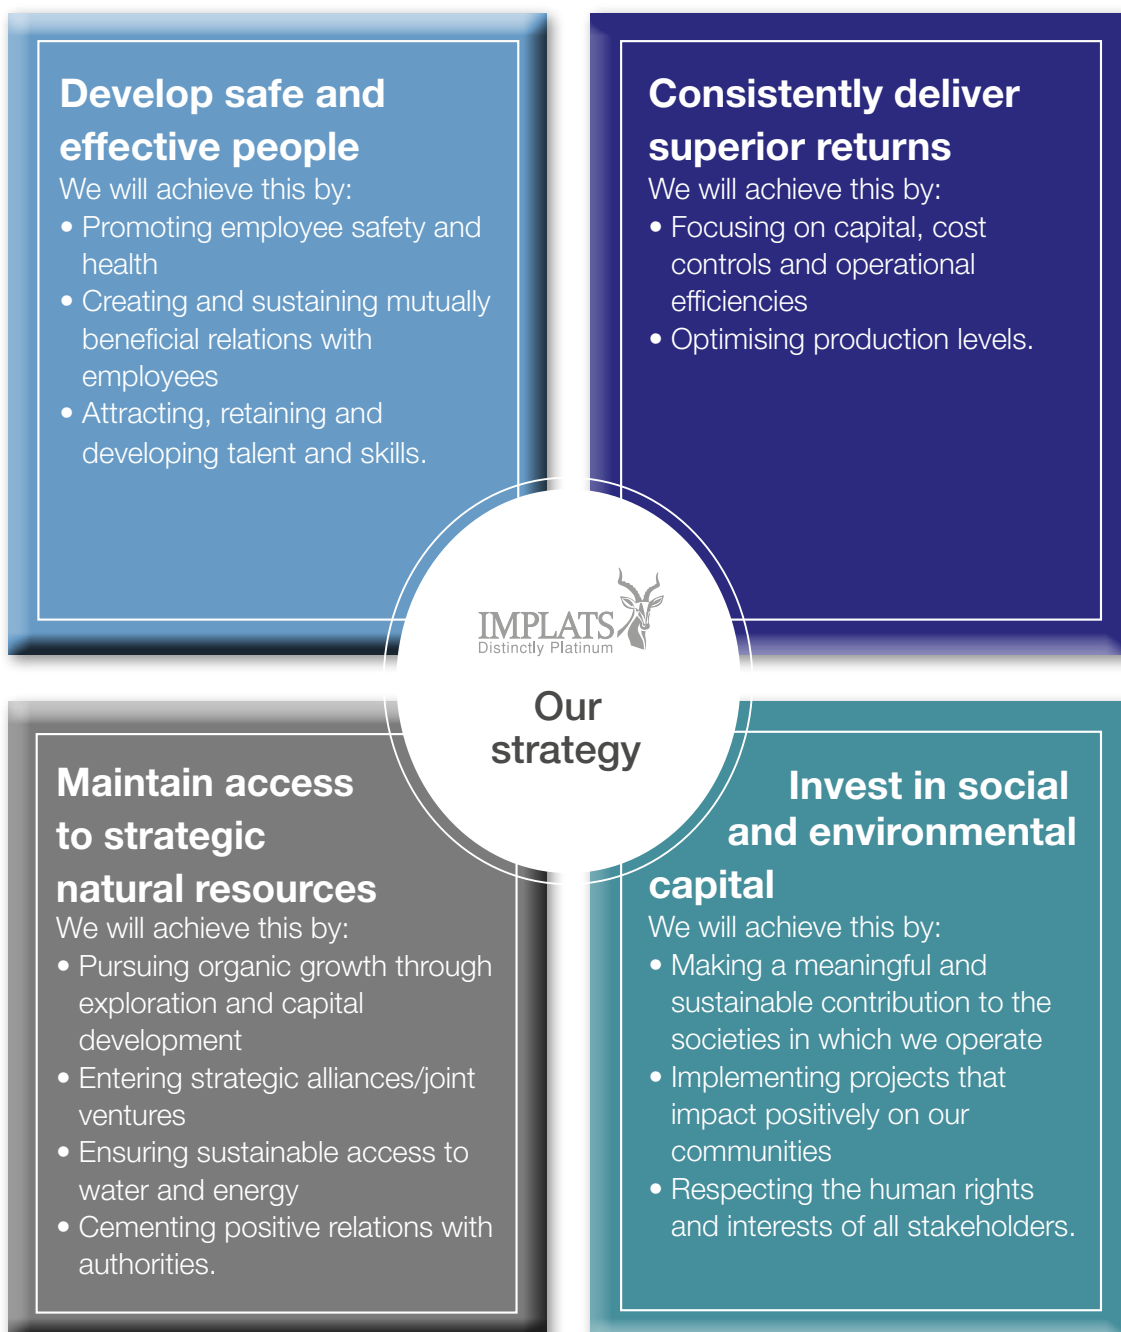 Develop safe and
effective people
We will achieve this by:
• Promoting employee safety and
health
• Creating and sustaining mutually
beneficial relations with
employees
• Attracting, retaining and
developing talent and skills.
Consistently deliver
superior returns
We will achieve this by:
• Focusing on capital, cost
controls and operational
efficiencies
• Optimising production levels.
IMPLATS
Distinctly Platinum
Our
strategy
Maintain access
to strategic
natural resources
We will achieve this by:
• Pursuing organic growth through
exploration and capital
development
• Entering strategic alliances/joint
ventures
• Ensuring sustainable access to
water and energy
• Cementing positive relations with
authorities.
Invest in social
and environmental
capital
We will achieve this by:
• Making a meaningful and
sustainable contribution to the
societies in which we operate
• Implementing projects that
impact positively on our
communities
• Respecting the human rights
and interests of all stakeholders.